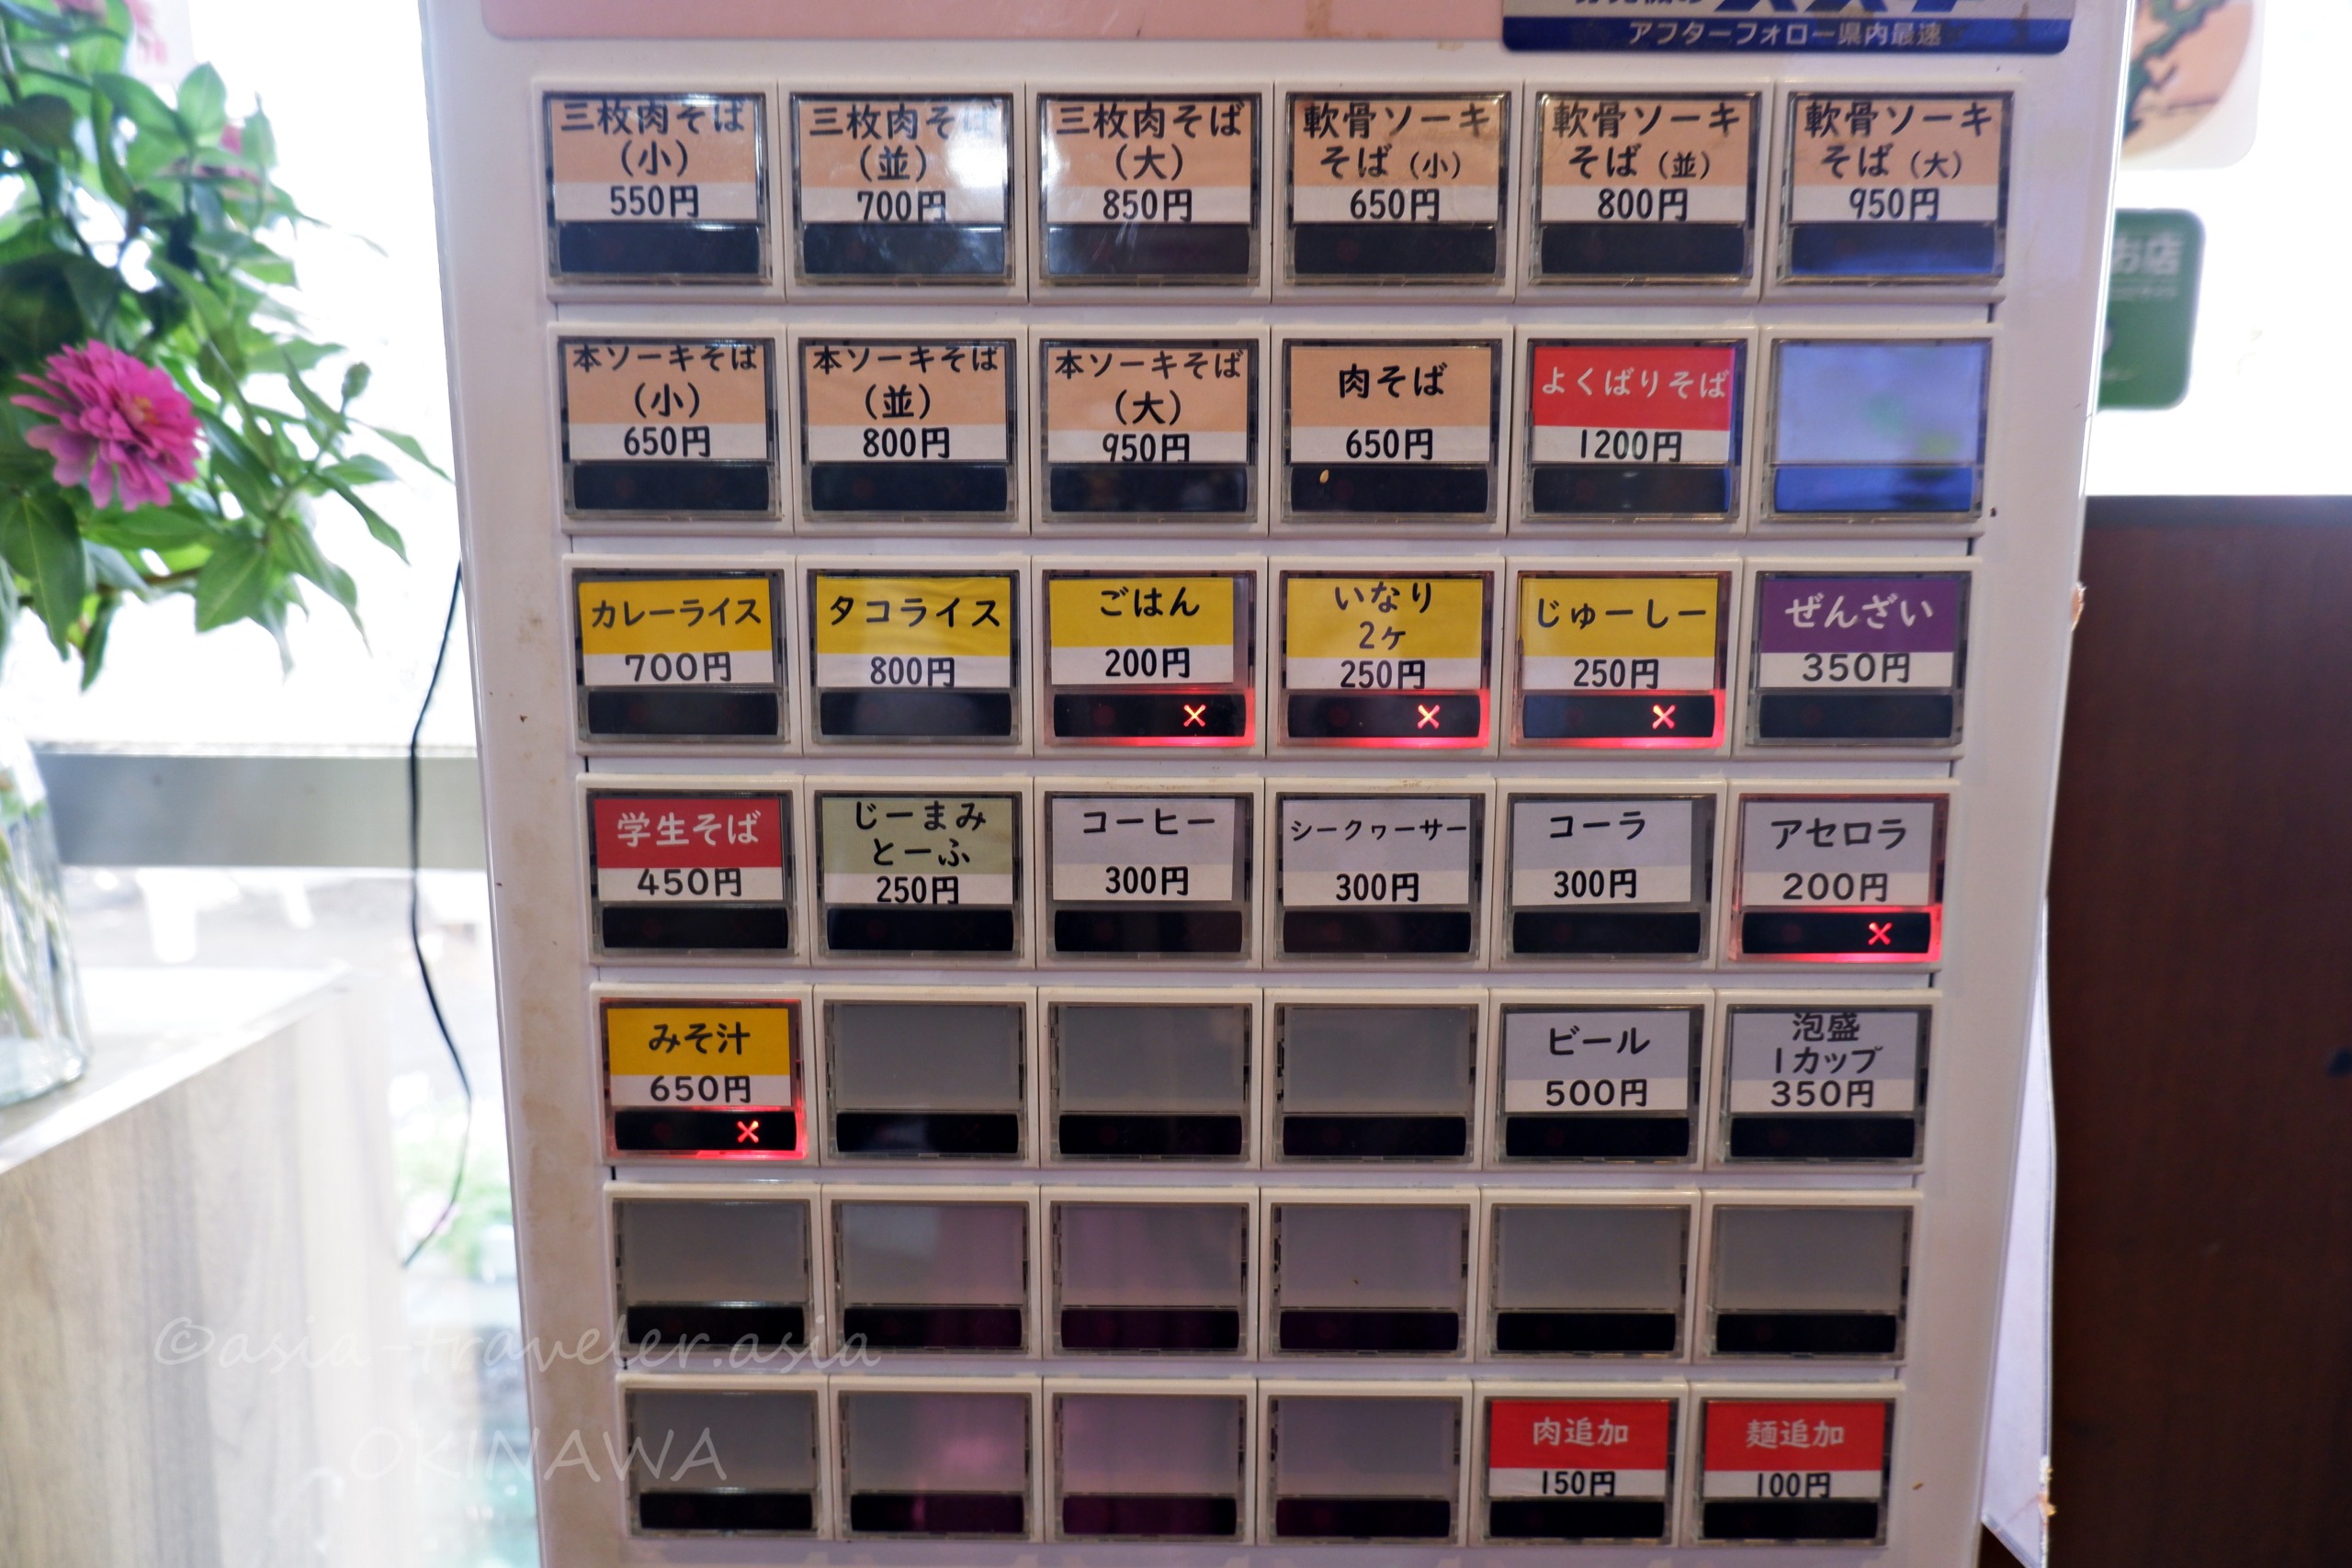 アフターフォロー県内最速
三枚肉そば
(小)
550円
三枚肉そば
(並)
700円
三枚肉そば
(大)
850円
軟骨ソーキ
そば(小)
650円
軟骨ソーキ
そば(並)
800円
軟骨ソーキ
そば(大)
950円
本ソーキそば
(小)
650円
本ソーキそば
(並)
800円
本ソーキそば
(大)
950円
肉そば
650円
よくばりそば
1200円
カレーライス
700円
タコライス
800円
ごはん
200円
いなり
2ヶ
250円
じゅーしー
250円
ぜんざい
350円
学生そば
450円
じーまみ
とーふ
250円
コーヒー
300円
シークヮーサー
300円
コーラ
300円
アセロラ
200円
みそ汁
650円
ビール
500円
泡盛
1カップ
350円
肉追加
150円
麺追加
100円
お店
©asia-traveler.asia
OKINAWA